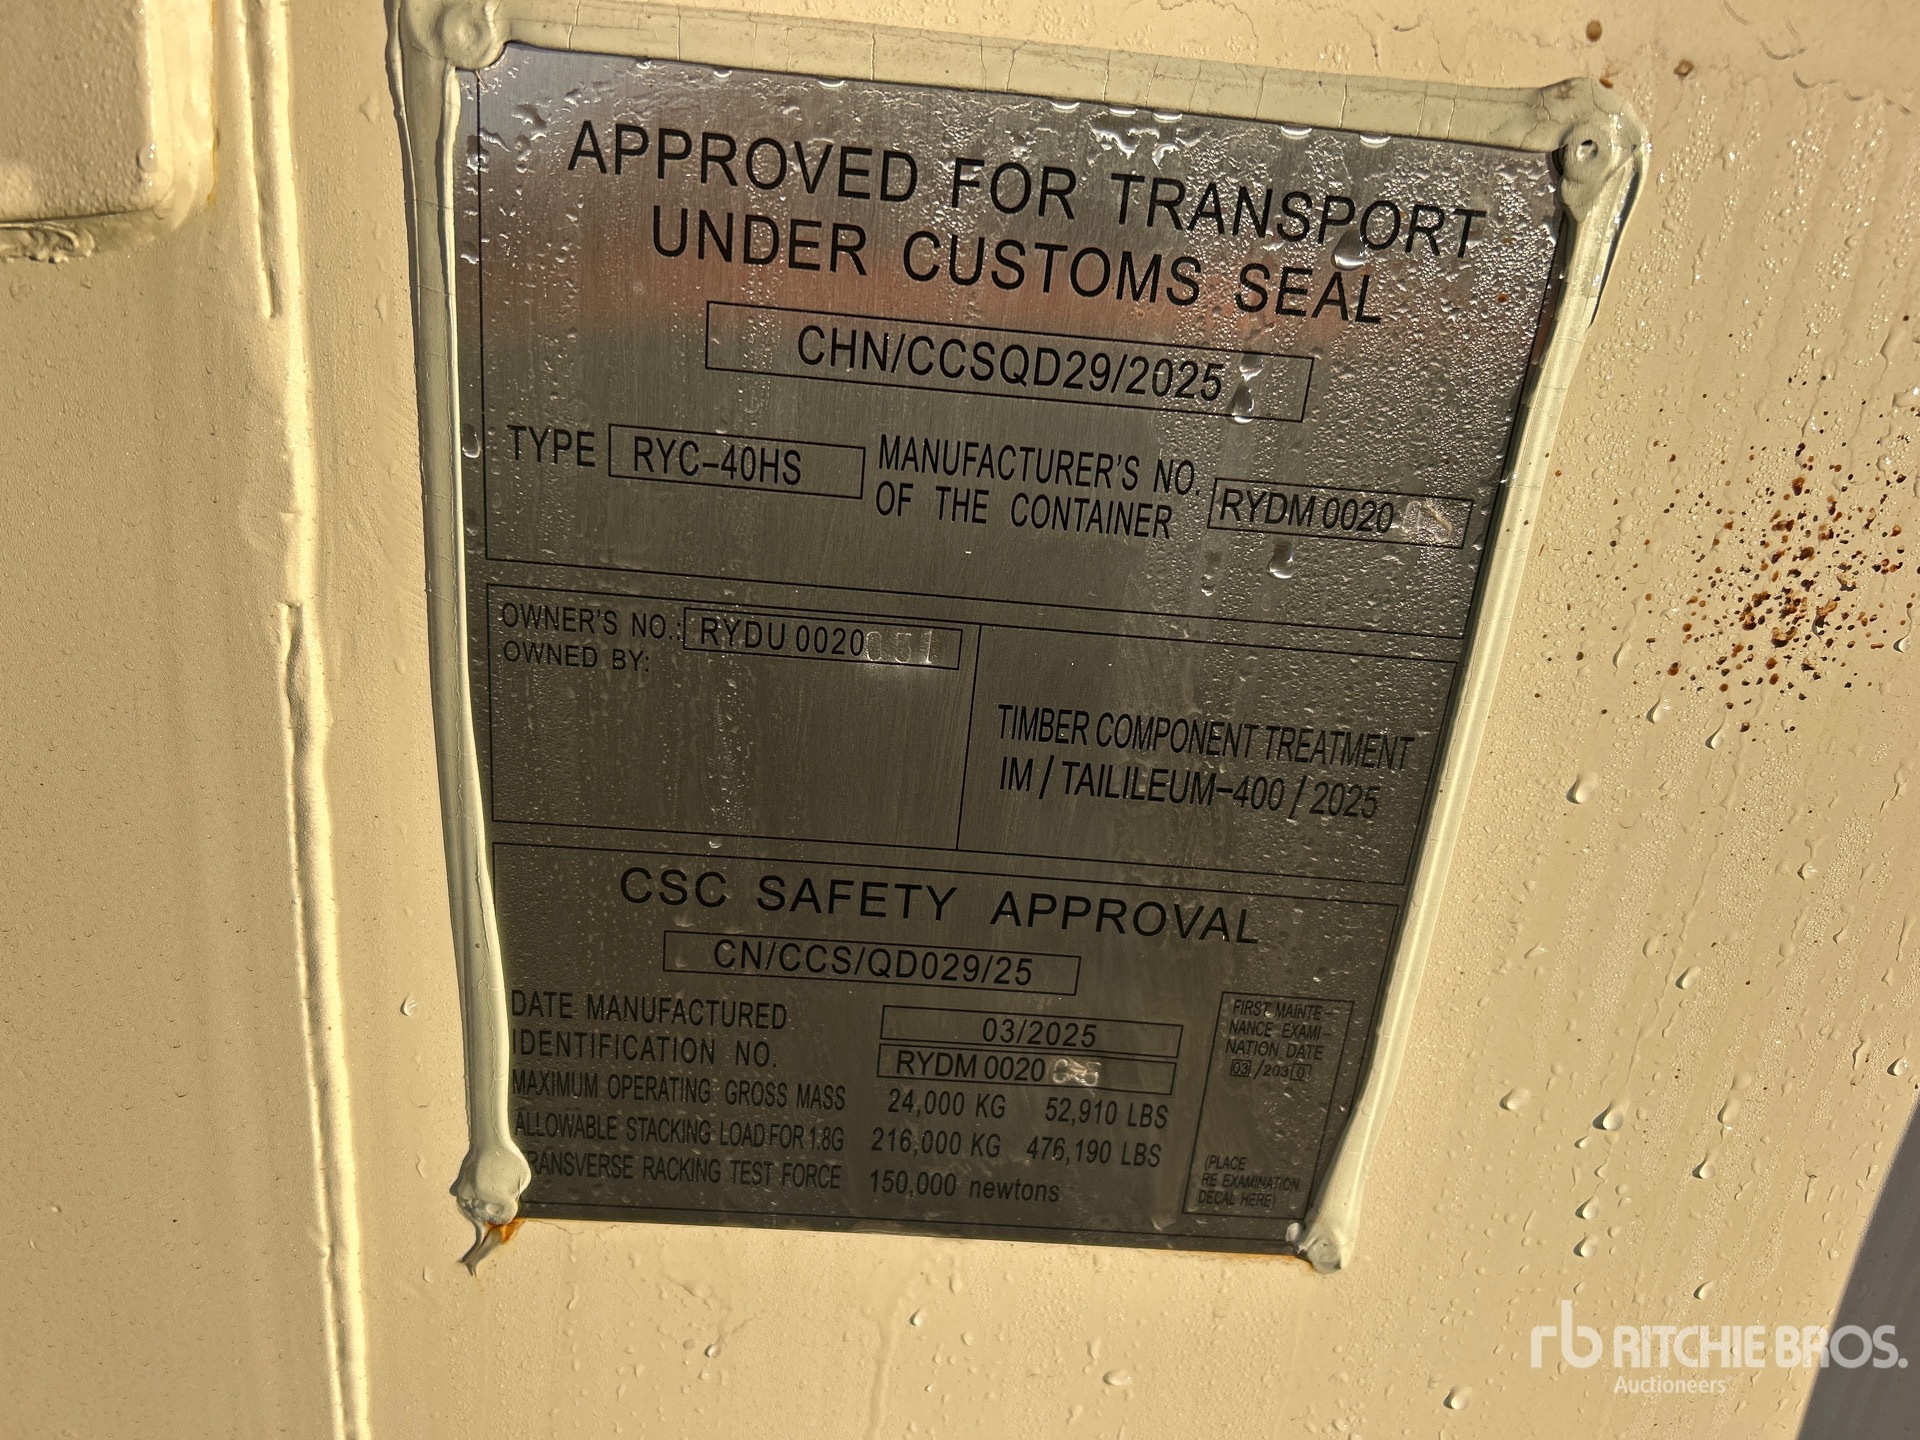 APPROVED FOR TRANSPORT
UNDER CUSTOMS SEAL
CHN/CCSQD29/2025
TYPE RYC-40HS MANUFACTURER'S NO.
OF THE CONTAINER RYDM 0020
OWNER'S NO.: RYDU 0020051
OWNED BY:
TIMBER COMPONENT TREATMENT
IM / TAILILEUM-400 / 2025
CSC SAFETY APPROVAL
CN/CCS/QD029/25
DATE MANUFACTURED 03/2025
IDENTIFICATION NO. RYDM 0020
MAXIMUM OPERATING GROSS MASS 24,000 KG 52,910 LBS
ALLOWABLE STACKING LOAD FOR 1.8G 216,000 KG 476,190 LBS
TRANSVERSE RACKING TEST FORCE 150,000 newtons
FIRST MAINTE-
NANCE EXAMI-
NATION DATE
03/2030
(PLACE
RE EXAMINATION
DECAL HERE)
rb RITCHIE BROS.
Auctioneers